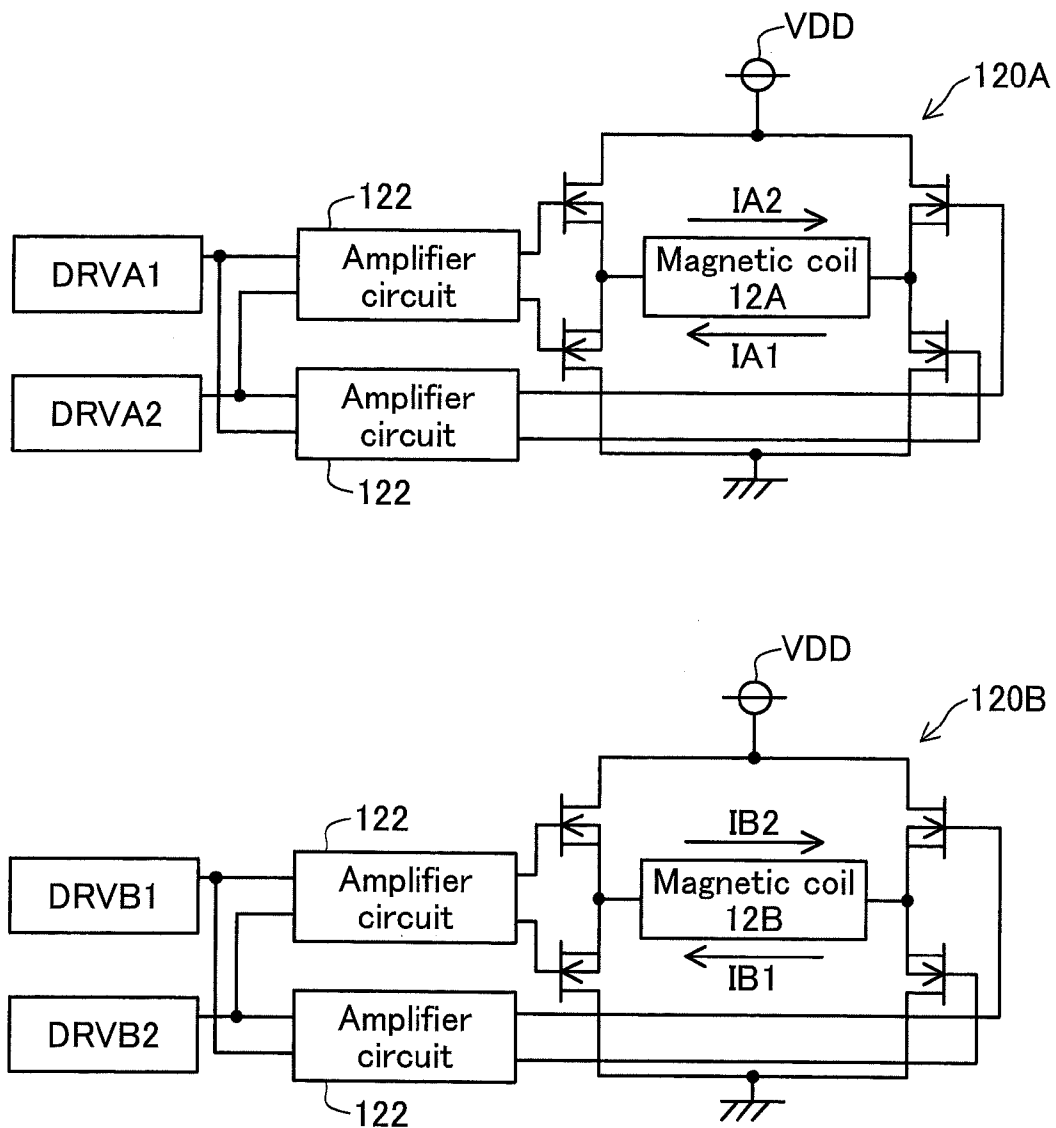 VDD
120A
122
IA2
DRVA1
Amplifier
circuit
Magnetic coil
12A
IA1
DRVA2
Amplifier
circuit
122
VDD
120B
122
IB2
DRVB1
Amplifier
circuit
Magnetic coil
12B
IB1
DRVB2
Amplifier
circuit
122